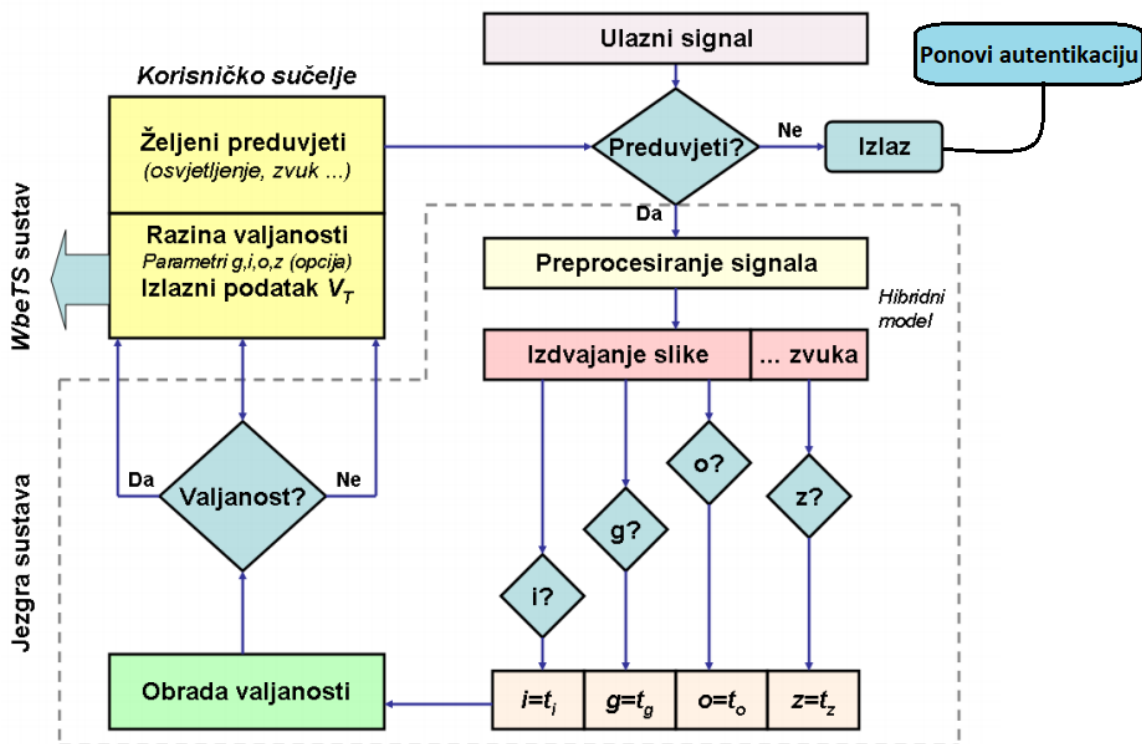 Ulazni signal
Ponovi autentikaciju
Korisničko sučelje
Željeni preduvjeti
(osvjetljenje, zvuk ...)
Preduvjeti?
Ne
Izlaz
Da
WbeTS sustav
Razina valjanosti
Parametri g,i,o,z (opcija)
Izlazni podatak V_T
Preprocesiranje signala
Hibridni
model
Izdvajanje slike
... zvuka
Jezgra sustava
Da
Valjanost?
Ne
o?
z?
g?
i?
Obrada valjanosti
i=t_i
g=t_g
o=t_o
z=t_z